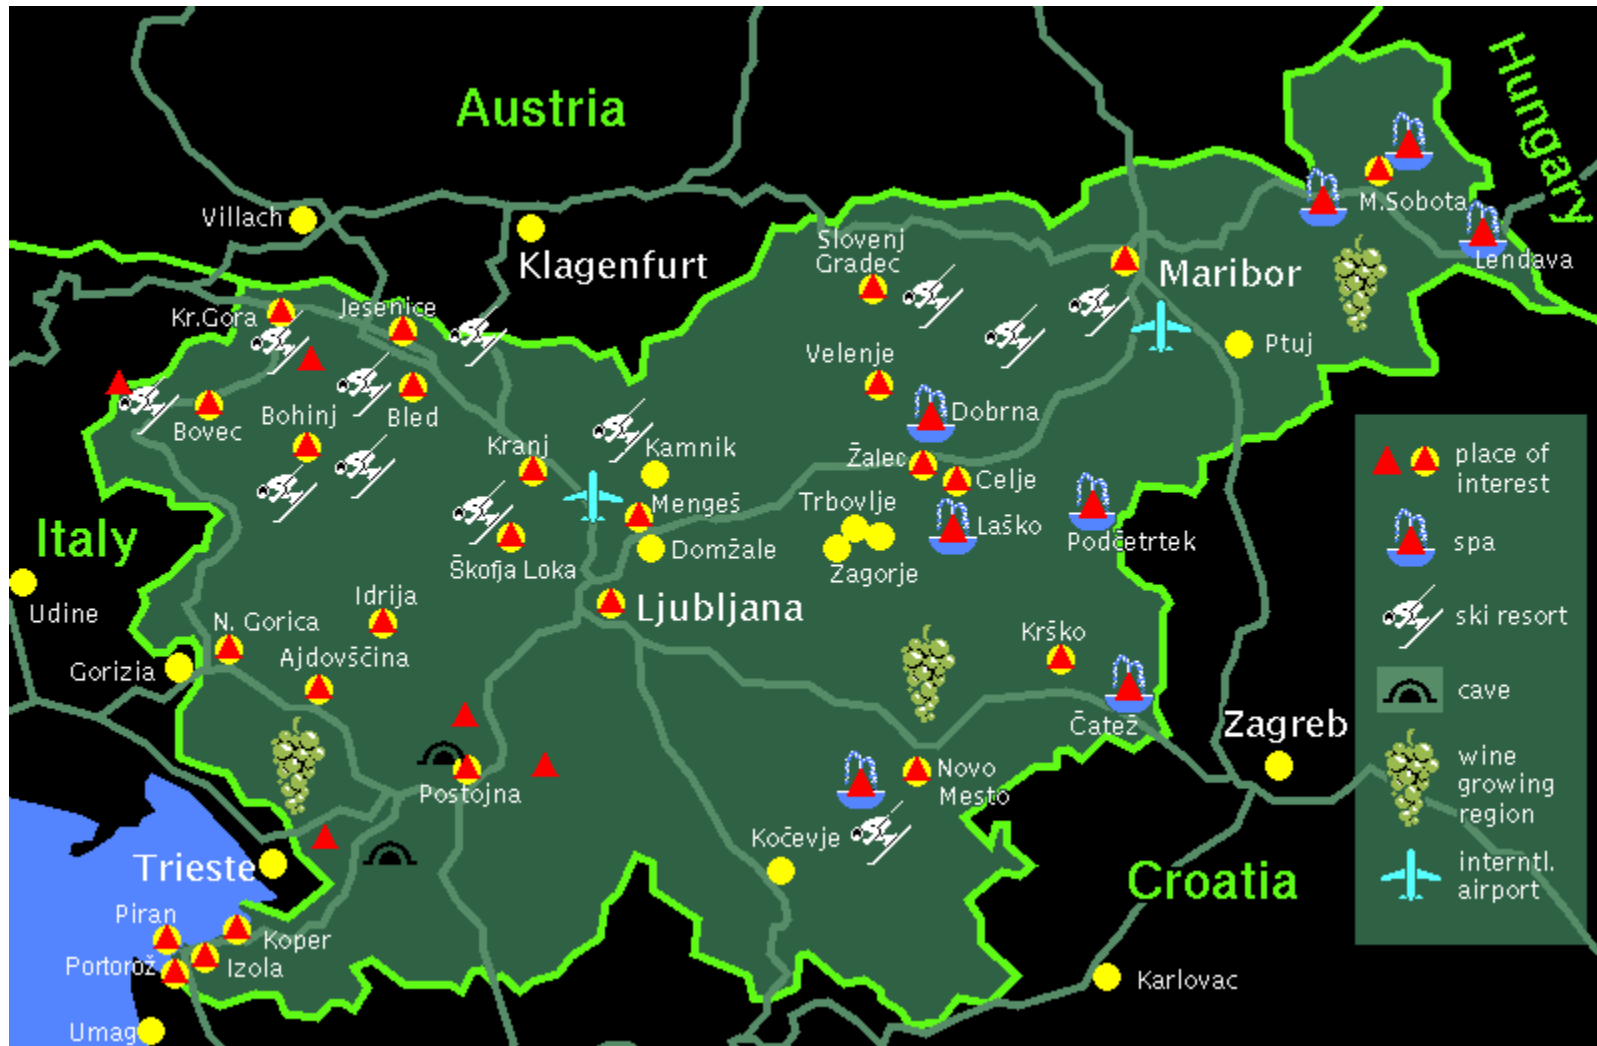 Austria
Hungary
Villach
Klagenfurt
Slovenj
Gradec
M.Sobota
Maribor
Lendava
Kr.Gora
Jesenice
Ptuj
Velenje
Bovec
Bohinj
Bled
Dobrna
Kranj
Kamnik
Žalec
Celje
Mengeš
Trbovlje
Laško
Podčetrtek
Italy
Domžale
Škofja Loka
Zagorje
Udine
Idrija
Ljubljana
N. Gorica
Krško
Gorizia
Ajdovščina
Čatež
Zagreb
Postojna
Novo
Mesto
Kočevje
Trieste
Croatia
Piran
Koper
Portorož
Izola
Karlovac
Umag
place of
interest
spa
ski resort
cave
wine
growing
region
interntl.
airport